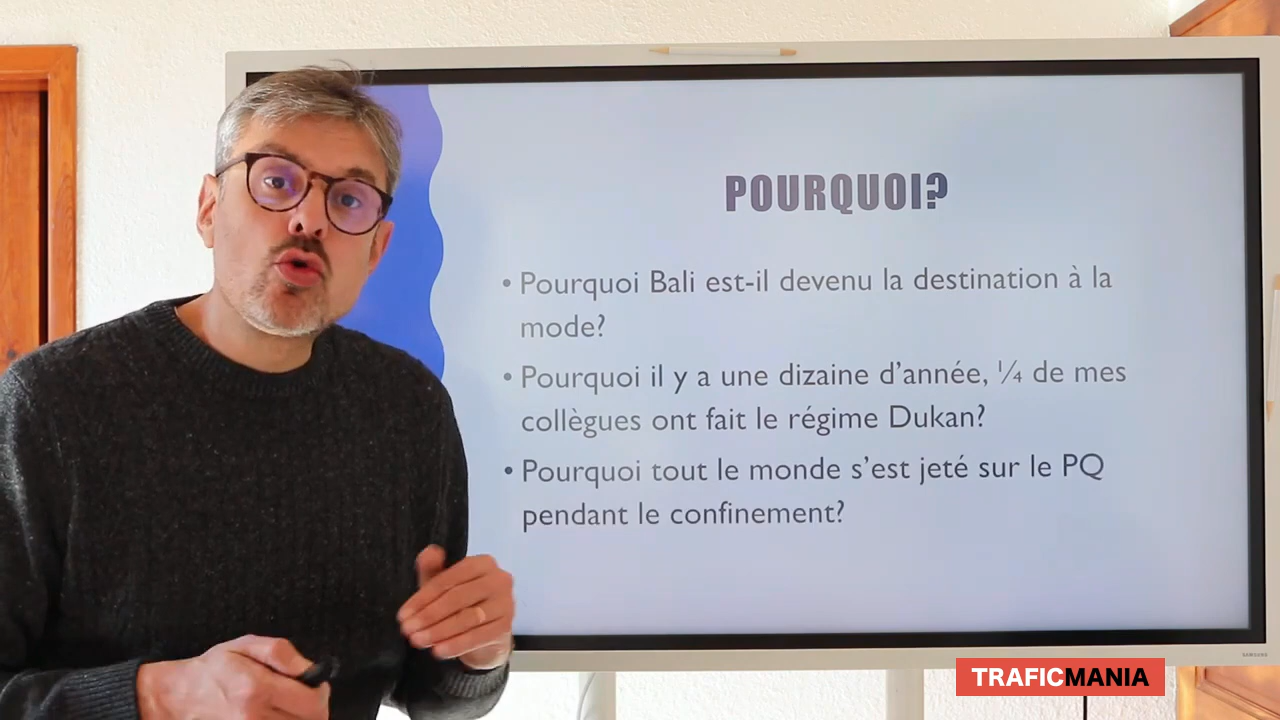 POURQUOI?
• Pourquoi Bali est-il devenu la destination à la
mode?
• Pourquoi il y a une dizaine d’année, ¼ de mes
collègues ont fait le régime Dukan?
• Pourquoi tout le monde s’est jeté sur le PQ
pendant le confinement?
SAMSUNG
TRAFICMANIA